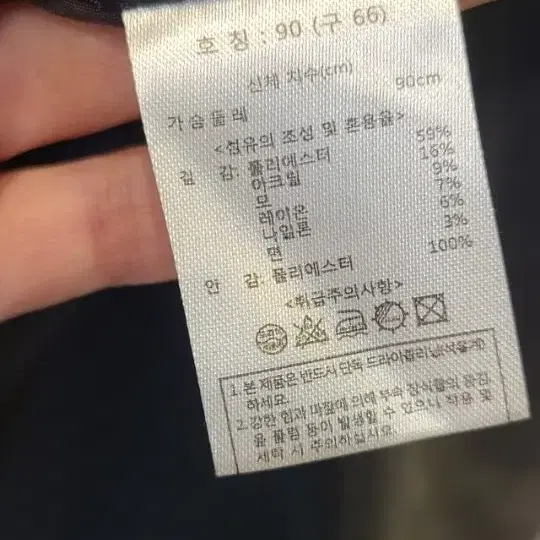 호 칭 : 90 (구 66)
신체 치수(cm)
가슴둘레 90cm
<섬유의 조성 및 혼용율>
겉 감: 폴리에스터 59%
아크릴 16%
모 9%
레이온 7%
나일론 6%
면 3%
안 감: 폴리에스터 100%
<취급주의사항>
1. 본 제품은 반드시 단독 드라이클리닝(석유계)
하세요.
2. 강한 힘과 마찰에 의해 부속 장식물의
올 풀림 등이 발생할 수 있으니 착용 및
세탁 시 주의하십시요.